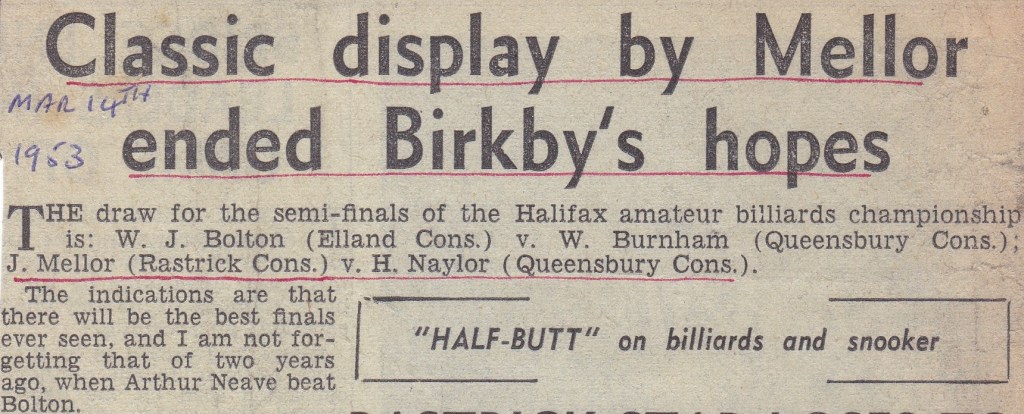 Classic display by Mellor
MAR 14TH
1953
ended Birkby's hopes
THE draw for the semi-finals of the Halifax amateur billiards championship
is: W. J. Bolton (Elland Cons.) v. W. Burnham (Queensbury Cons.);
J. Mellor (Rastrick Cons.) v. H. Naylor (Queensbury Cons.).
The indications are that
there will be the best finals
ever seen, and I am not for-
getting that of two years
ago, when Arthur Neave beat
Bolton.
"HALF-BUTT" on billiards and snooker